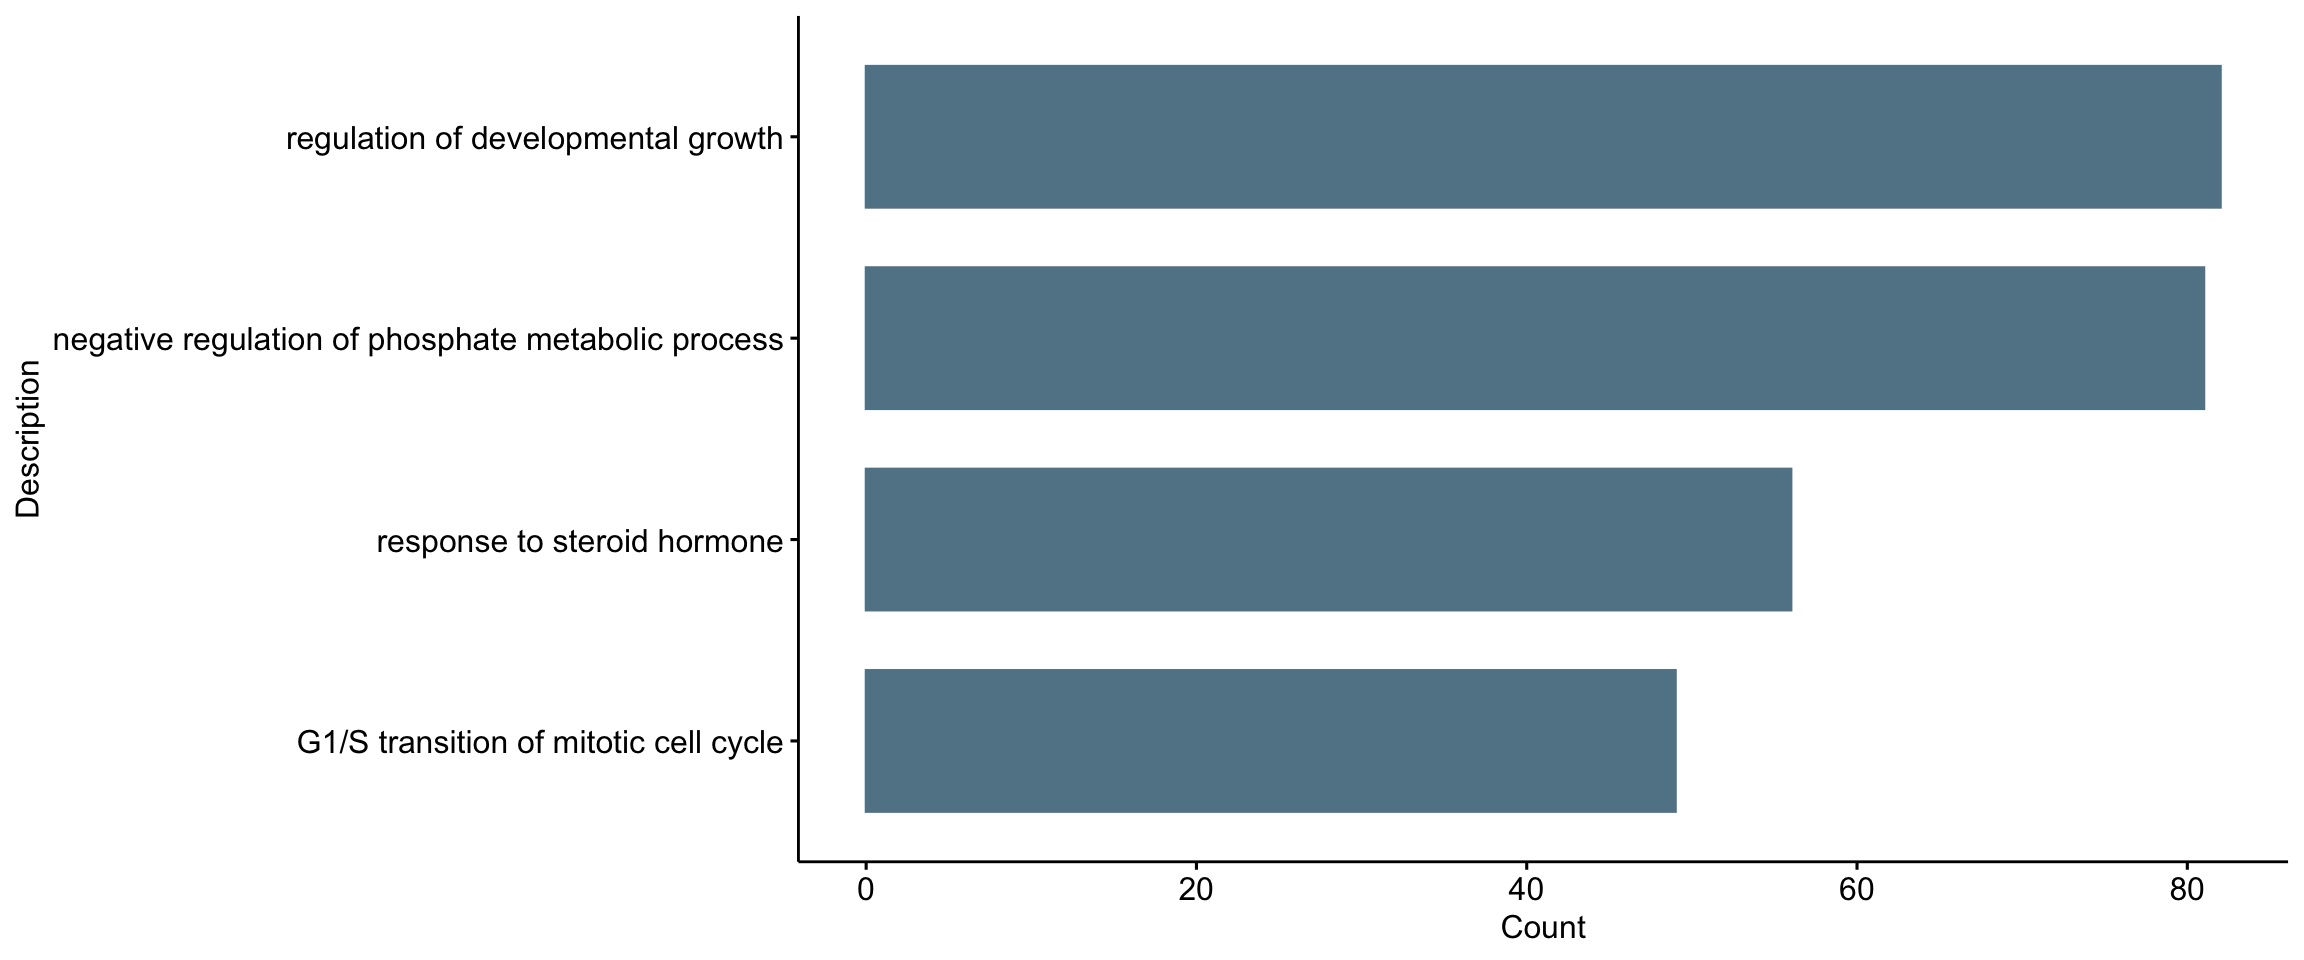 regulation of developmental growth
negative regulation of phosphate metabolic process
response to steroid hormone
G1/S transition of mitotic cell cycle
Description
0 20 40 60 80
Count